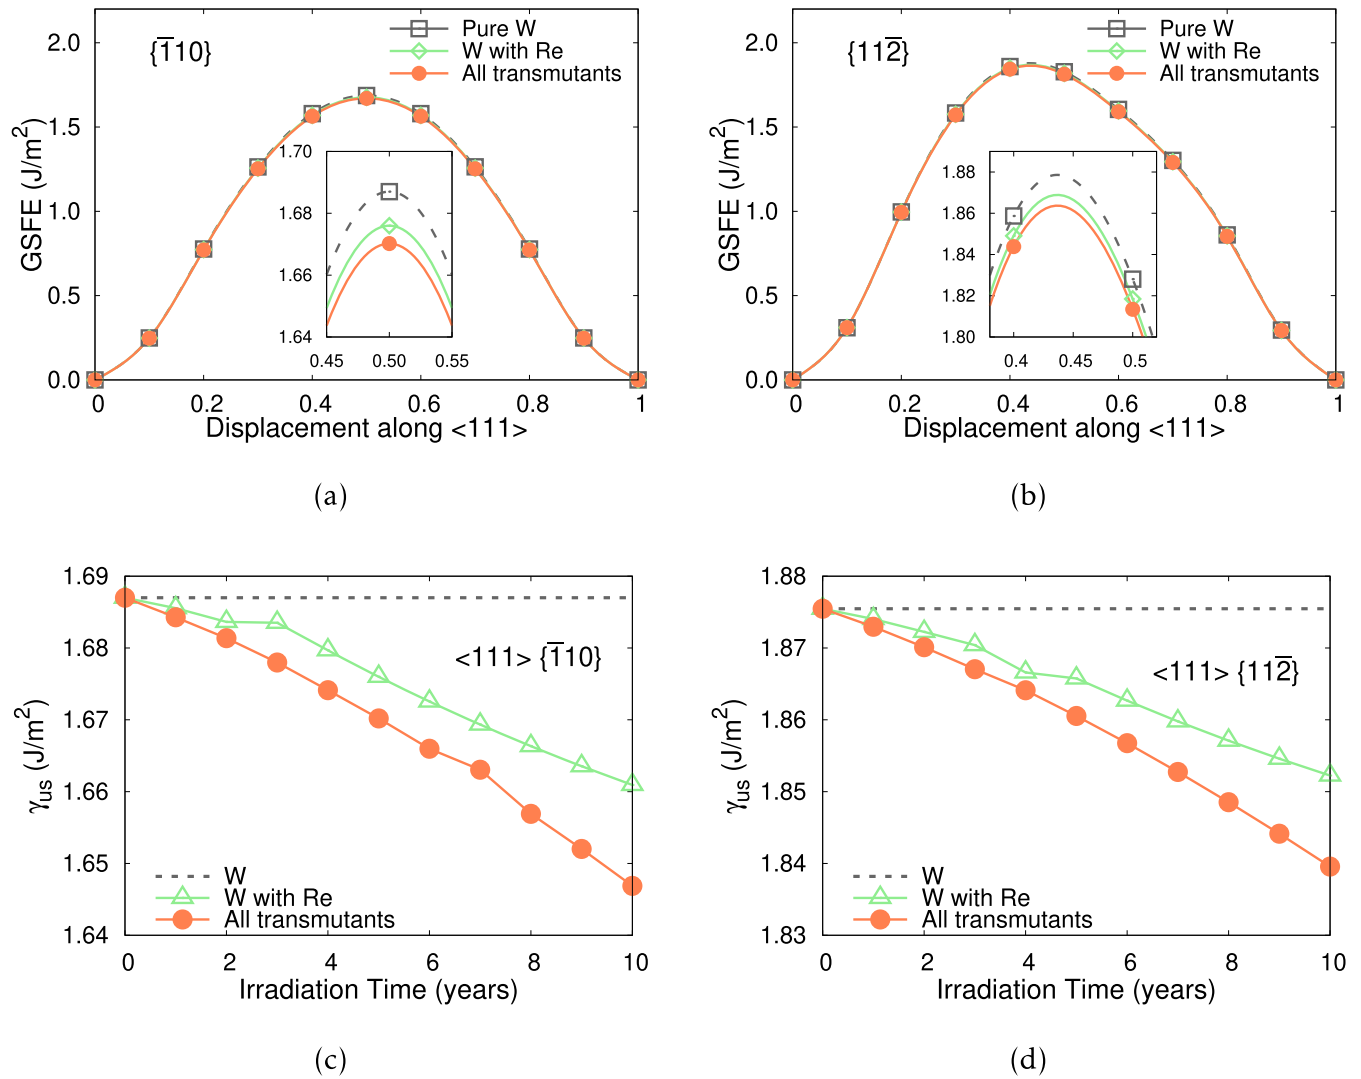 {1̅10}
Pure W
W with Re
All transmutants
GSFE (J/m²)
2.0
1.5
1.0
0.5
0.0
1.70
1.68
1.66
1.64
0.45 0.50 0.55
0 0.2 0.4 0.6 0.8 1
Displacement along <111>
(a)
{112̅}
Pure W
W with Re
All transmutants
GSFE (J/m²)
2.0
1.5
1.0
0.5
0.0
1.88
1.86
1.84
1.82
1.80
0.4 0.45 0.5
0 0.2 0.4 0.6 0.8 1
Displacement along <111>
(b)
1.69
1.68
1.67
1.66
1.65
1.64
γus (J/m²)
<111> {1̅10}
W
W with Re
All transmutants
0 2 4 6 8 10
Irradiation Time (years)
(c)
1.88
1.87
1.86
1.85
1.84
1.83
γus (J/m²)
<111> {112̅}
W
W with Re
All transmutants
0 2 4 6 8 10
Irradiation Time (years)
(d)